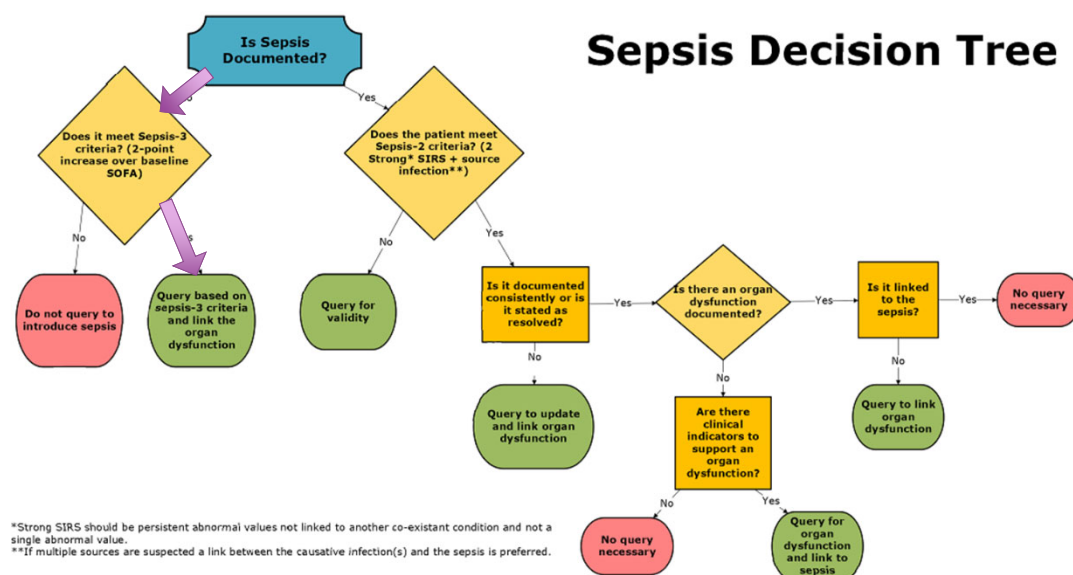 Sepsis Decision Tree
Is Sepsis
Documented?
Yes
Does it meet Sepsis-3
criteria? (2-point
increase over baseline
SOFA)
Does the patient meet
Sepsis-2 criteria? (2
Strong* SIRS + source
infection**)
No
No
Yes
Do not query to
introduce sepsis
Query based on
sepsis-3 criteria
and link the
organ
dysfunction
Query for
validity
Is it documented
consistently or is
it stated as
resolved?
Yes
Is there an organ
dysfunction
documented?
Yes
Is it linked
to the
sepsis?
Yes
No query
necessary
No
No
No
Query to update
and link organ
dysfunction
Are there
clinical
indicators to
support an
organ
dysfunction?
Query to link
organ
dysfunction
No
Yes
No query
necessary
Query for
organ
dysfunction
and link to
sepsis
*Strong SIRS should be persistent abnormal values not linked to another co-existant condition and not a
single abnormal value.
**If multiple sources are suspected a link between the causative infection(s) and the sepsis is preferred.